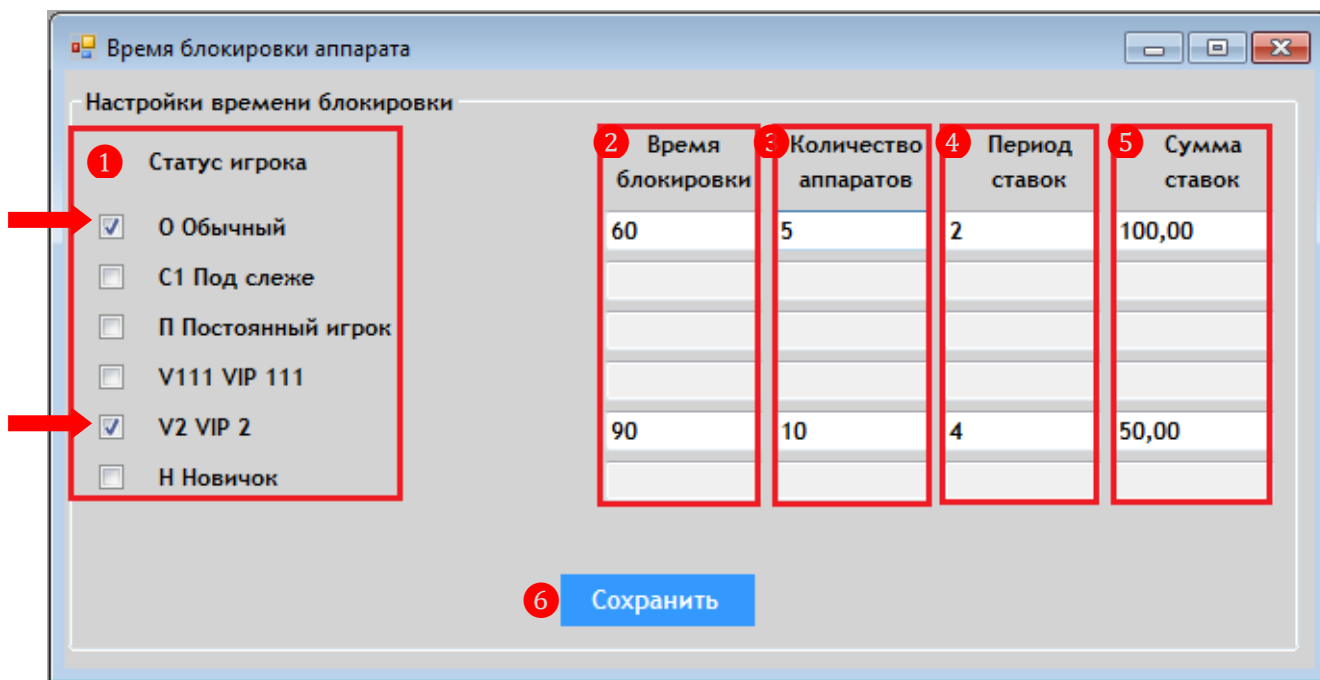 Время блокировки аппарата
Настройки времени блокировки
1 Статус игрока
2 Время блокировки
3 Количество аппаратов
4 Период ставок
5 Сумма ставок
О Обычный 60 5 2 100,00
С1 Под слеже
П Постоянный игрок
V111 VIP 111
V2 VIP 2 90 10 4 50,00
Н Новичок
6 Сохранить